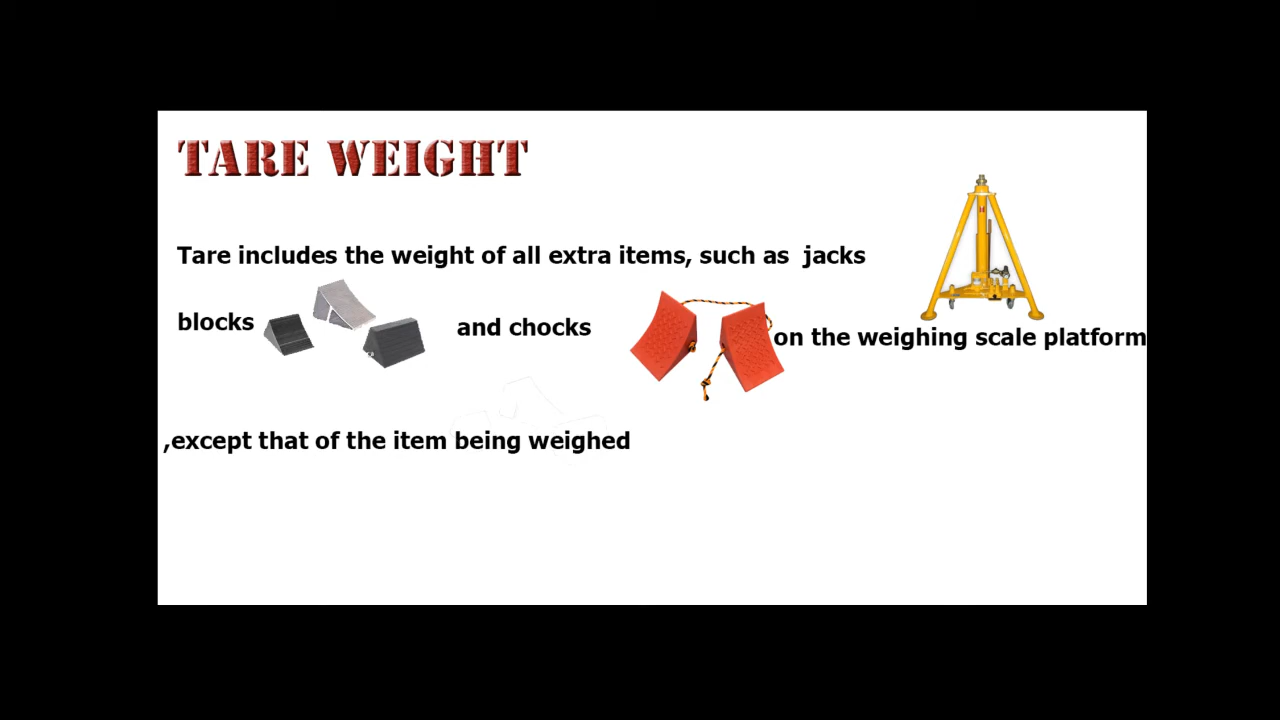 TARE WEIGHT
Tare includes the weight of all extra items, such as  jacks
blocks and chocks on the weighing scale platform
,except that of the item being weighed